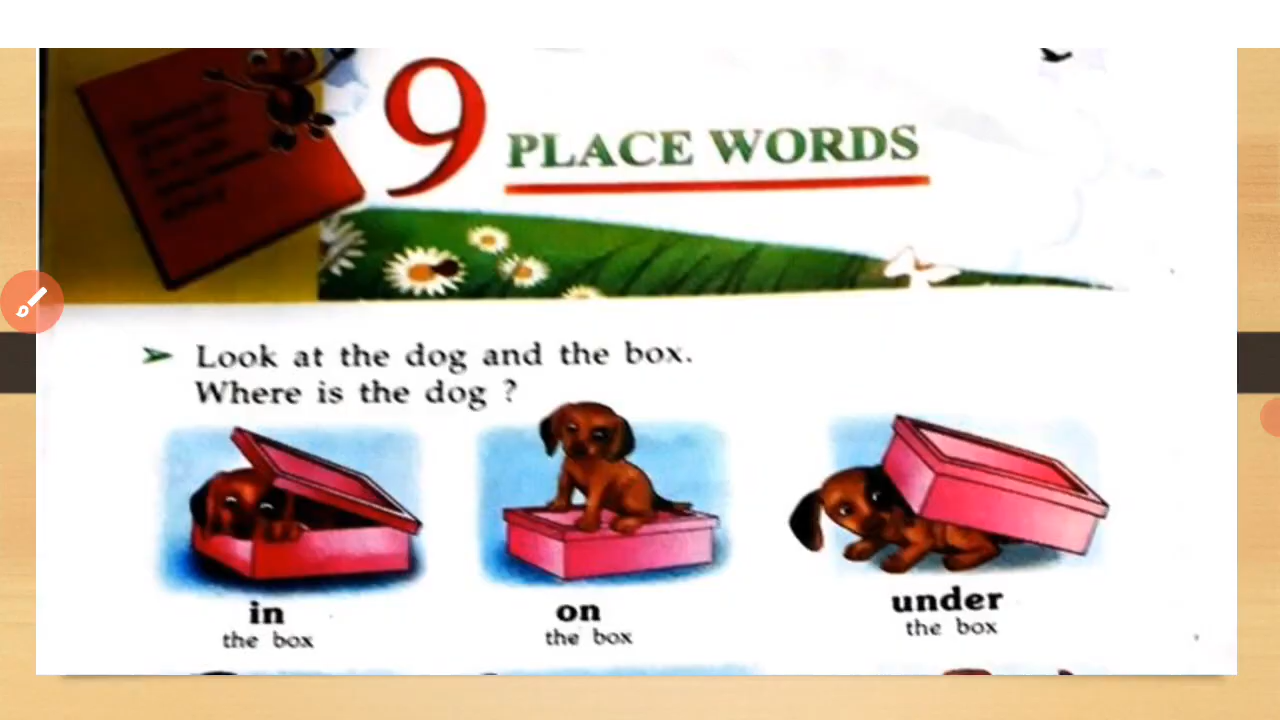 9
PLACE WORDS
Look at the dog and the box.
Where is the dog ?
in
the box
on
the box
under
the box